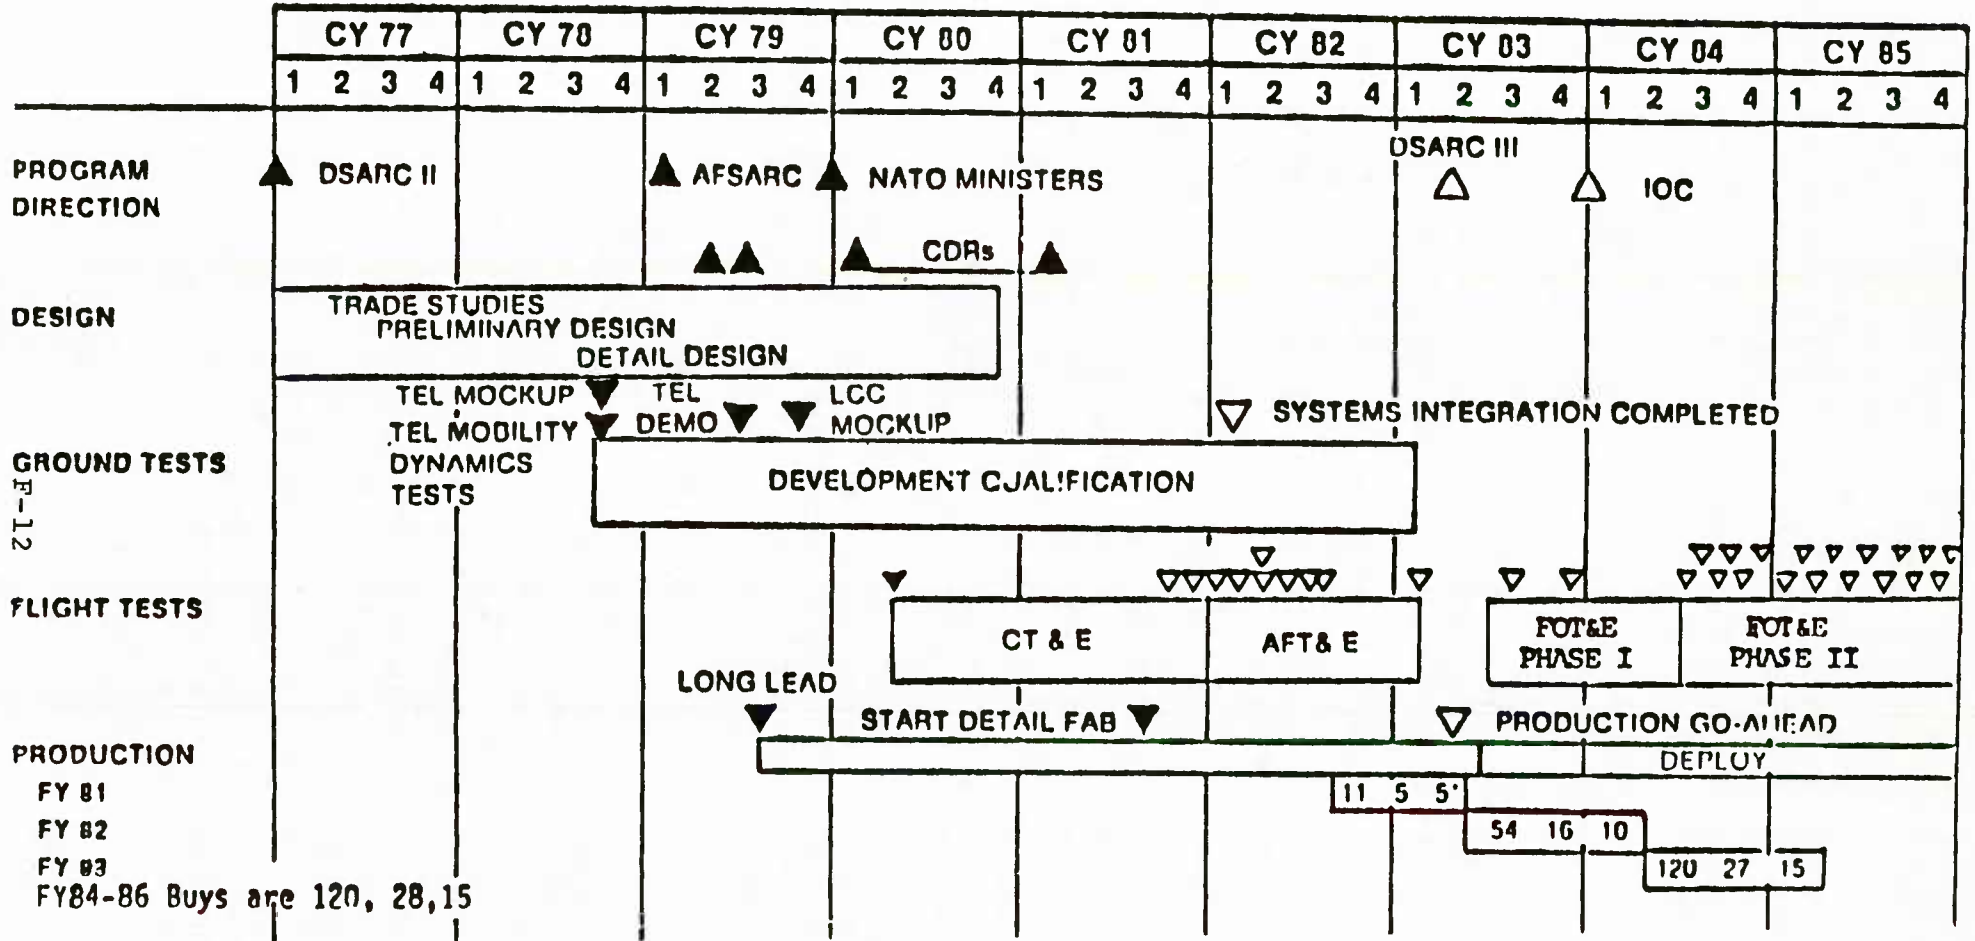 CY 77 CY 78 CY 79 CY 80 CY 81 CY 82 CY 83 CY 84 CY 85
1 2 3 4 1 2 3 4 1 2 3 4 1 2 3 4 1 2 3 4 1 2 3 4 1 2 3 4 1 2 3 4 1 2 3 4
DSARC III
PROGRAM
DIRECTION
DSARC II
AFSARC
NATO MINISTERS
IOC
CDRs
DESIGN
TRADE STUDIES
PRELIMINARY DESIGN
DETAIL DESIGN
TEL MOCKUP
TEL MOBILITY
DYNAMICS
TESTS
TEL
DEMO
LCC
MOCKUP
SYSTEMS INTEGRATION COMPLETED
GROUND TESTS
DEVELOPMENT QUALIFICATION
F-12
FLIGHT TESTS
CT & E
AFT& E
FOT&E
PHASE I
FOT&E
PHASE II
LONG LEAD
START DETAIL FAB
PRODUCTION GO-AHEAD
PRODUCTION
DEPLOY
FY 81
11 5 5*
FY 82
54 16 10
FY 83
120 27 15
FY84-86 Buys are 120, 28,15